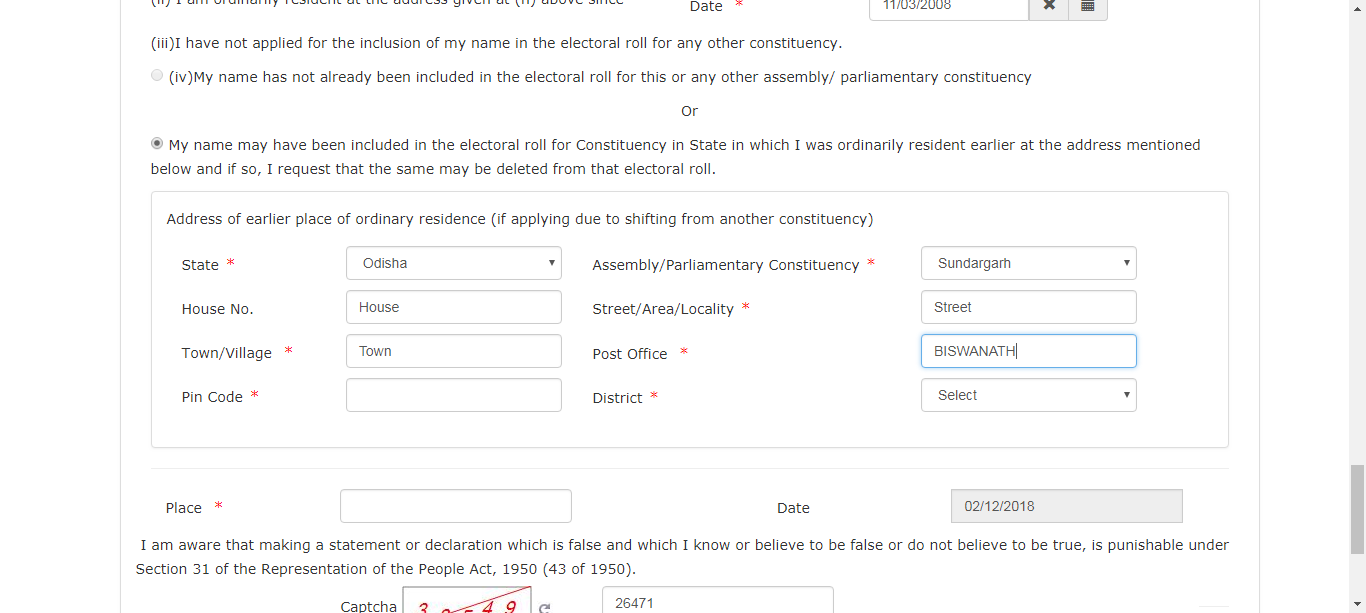 (ii) I am ordinarily resident at the address given at (h) above since Date * 11/03/2008
(iii)I have not applied for the inclusion of my name in the electoral roll for any other constituency.
(iv)My name has not already been included in the electoral roll for this or any other assembly/ parliamentary constituency
Or
My name may have been included in the electoral roll for Constituency in State in which I was ordinarily resident earlier at the address mentioned
below and if so, I request that the same may be deleted from that electoral roll.
Address of earlier place of ordinary residence (if applying due to shifting from another constituency)
State * Odisha Assembly/Parliamentary Constituency * Sundargarh
House No. House Street/Area/Locality * Street
Town/Village * Town Post Office * BISWANATH
Pin Code * District * Select
Place * Date 02/12/2018
I am aware that making a statement or declaration which is false and which I know or believe to be false or do not believe to be true, is punishable under
Section 31 of the Representation of the People Act, 1950 (43 of 1950).
Captcha 26471